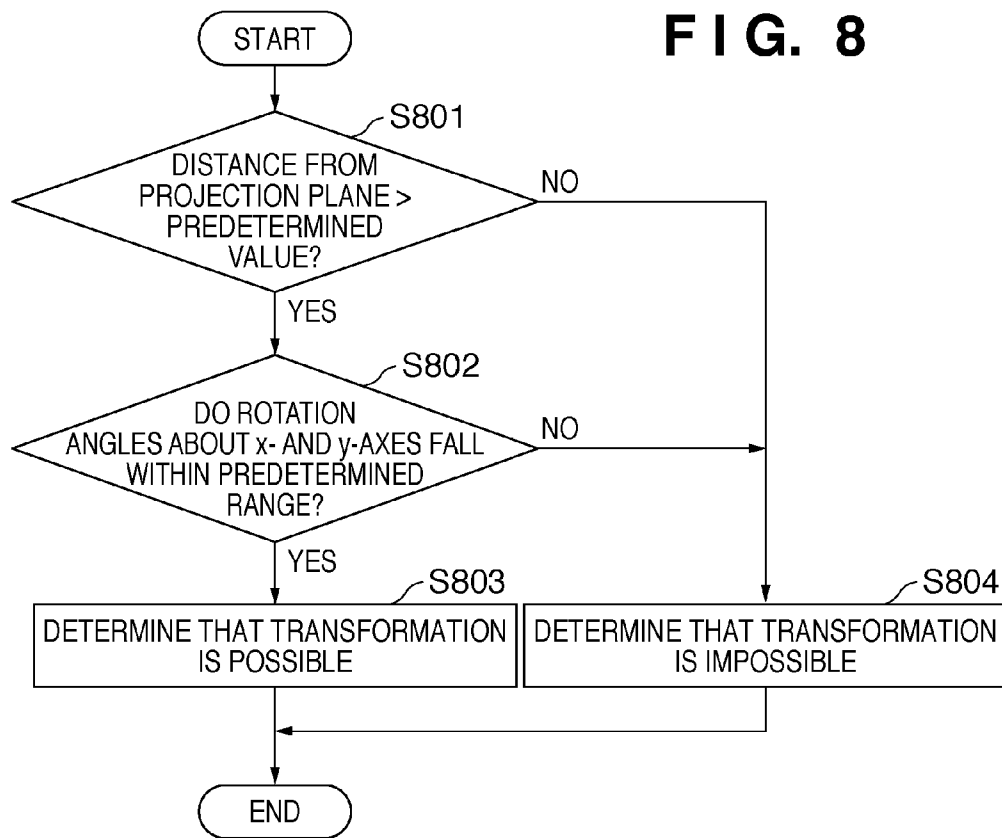 FIG. 8
START
S801
DISTANCE FROM
PROJECTION PLANE >
PREDETERMINED
VALUE?
NO
YES
S802
DO ROTATION
ANGLES ABOUT x- AND y-AXES FALL
WITHIN PREDETERMINED
RANGE?
NO
YES
S803
DETERMINE THAT TRANSFORMATION
IS POSSIBLE
S804
DETERMINE THAT TRANSFORMATION
IS IMPOSSIBLE
END